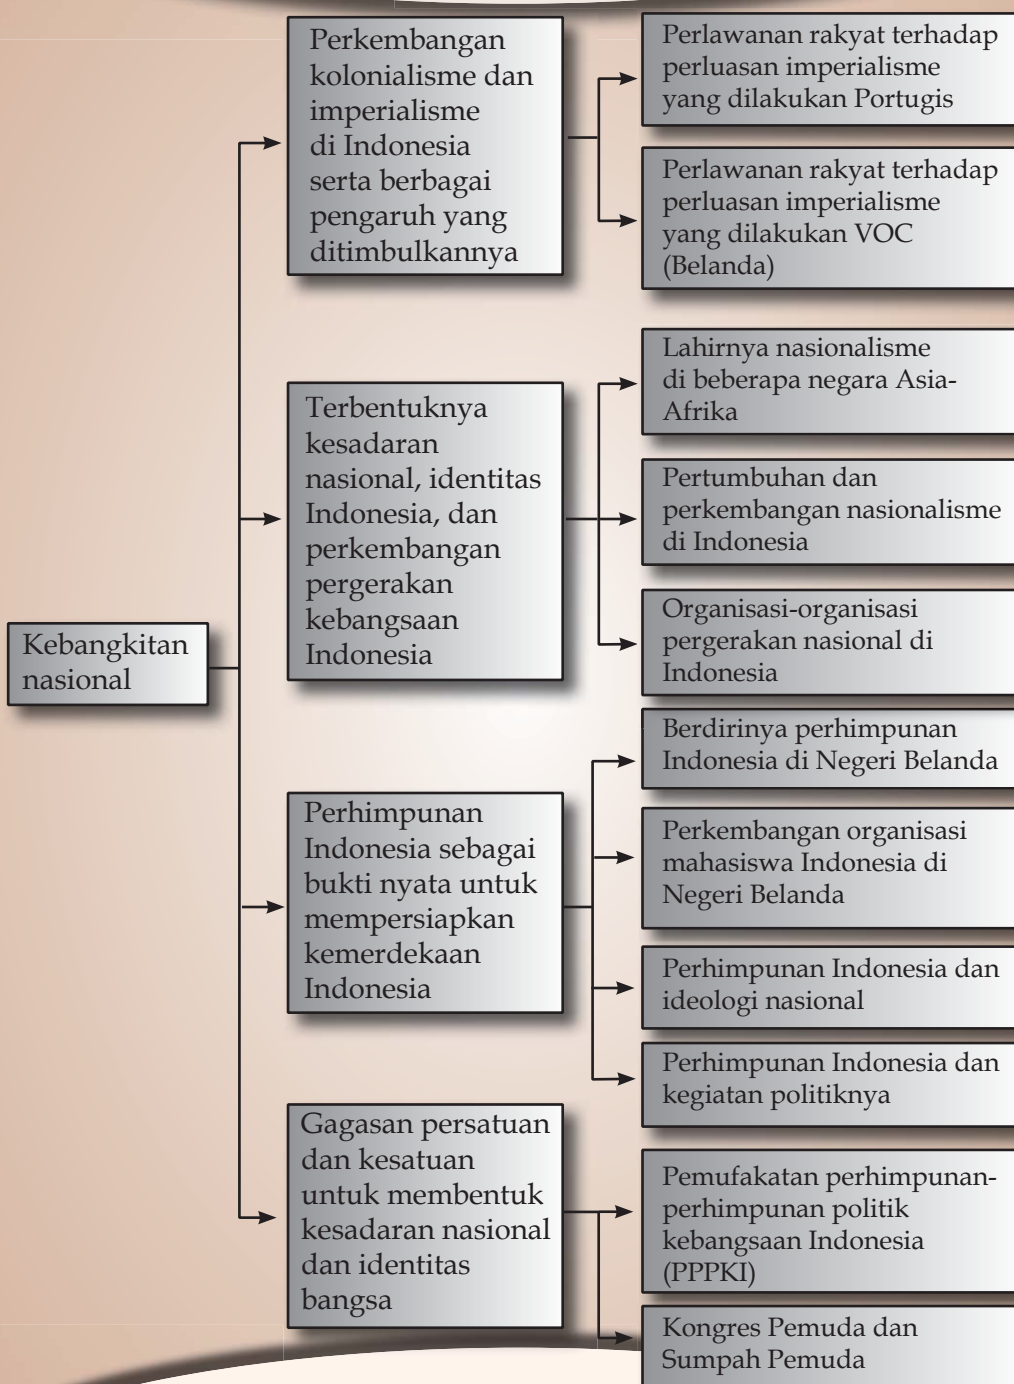 Kebangkitan
nasional
Perkembangan
kolonialisme dan
imperialisme
di Indonesia
serta berbagai
pengaruh yang
ditimbulkannya
Perlawanan rakyat terhadap
perluasan imperialisme
yang dilakukan Portugis
Perlawanan rakyat terhadap
perluasan imperialisme
yang dilakukan VOC
(Belanda)
Terbentuknya
kesadaran
nasional, identitas
Indonesia, dan
perkembangan
pergerakan
kebangsaan
Indonesia
Lahirnya nasionalisme
di beberapa negara Asia-
Afrika
Pertumbuhan dan
perkembangan nasionalisme
di Indonesia
Organisasi-organisasi
pergerakan nasional di
Indonesia
Perhimpunan
Indonesia sebagai
bukti nyata untuk
mempersiapkan
kemerdekaan
Indonesia
Berdirinya perhimpunan
Indonesia di Negeri Belanda
Perkembangan organisasi
mahasiswa Indonesia di
Negeri Belanda
Perhimpunan Indonesia dan
ideologi nasional
Perhimpunan Indonesia dan
kegiatan politiknya
Gagasan persatuan
dan kesatuan
untuk membentuk
kesadaran nasional
dan identitas
bangsa
Pemufakatan perhimpunan-
perhimpunan politik
kebangsaan Indonesia
(PPPKI)
Kongres Pemuda dan
Sumpah Pemuda